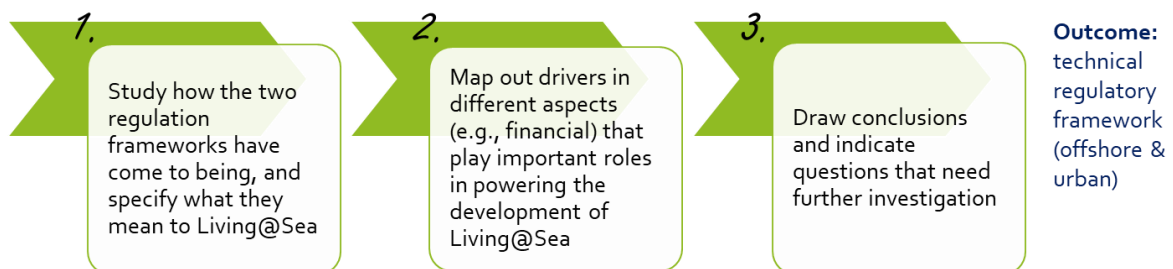 1.
Study how the two
regulation
frameworks have
come to being, and
specify what they
mean to Living@Sea
2.
Map out drivers in
different aspects
(e.g., financial) that
play important roles
in powering the
development of
Living@Sea
3.
Draw conclusions
and indicate
questions that need
further investigation
Outcome:
technical
regulatory
framework
(offshore &
urban)